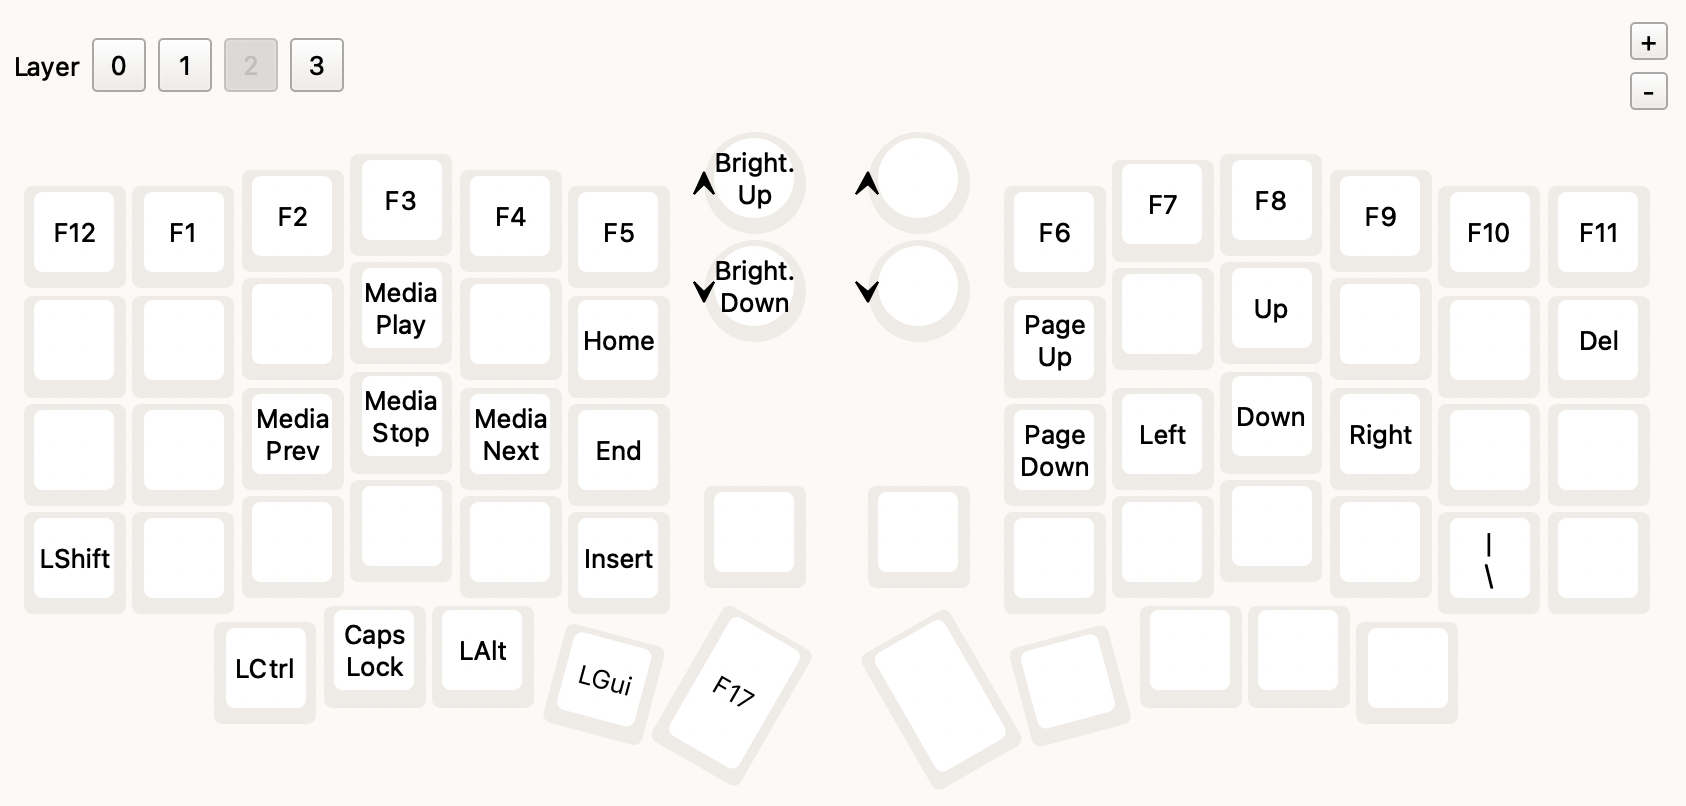 Layer 0 1 2 3
+
-
F12 F1 F2 F3 F4 F5
Bright.
Up
F6 F7 F8 F9 F10 F11
Media
Play
Home
Bright.
Down
Page
Up
Up
Del
Media
Prev
Media
Stop
Media
Next
End
Page
Down
Left
Down
Right
LShift
Insert
|
\
LCtrl
Caps
Lock
LAlt
LGui
F17